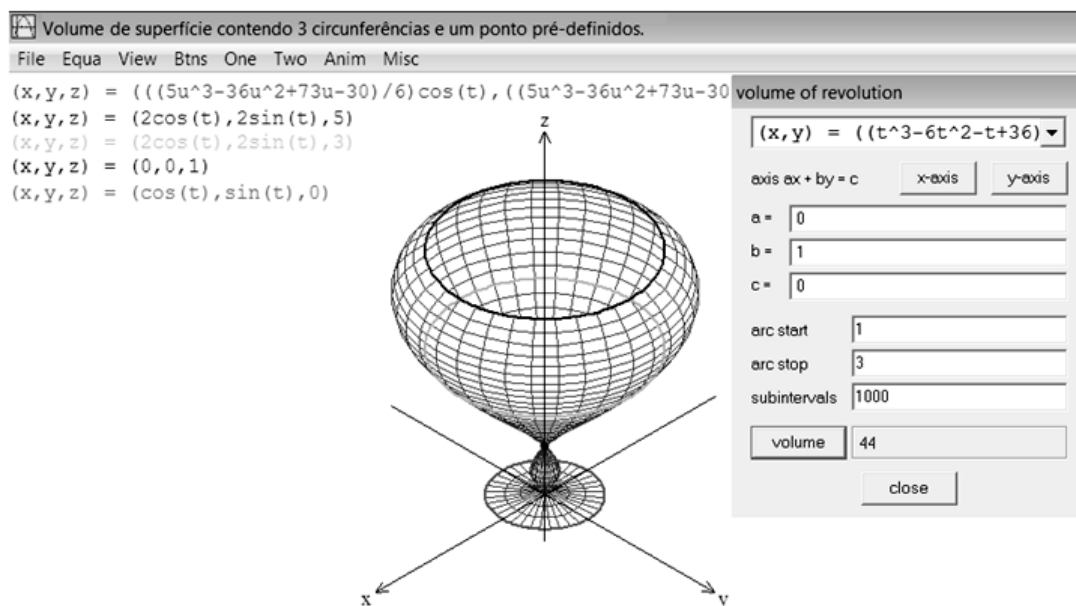 Volume de superfície contendo 3 circunferências e um ponto pré-definidos.
File Equa View Btns One Two Anim Misc
(x,y,z) = (((5u^3-36u^2+73u-30)/6)cos(t),((5u^3-36u^2+73u-30
(x,y,z) = (2cos(t),2sin(t),5)
(x,y,z) = (2cos(t),2sin(t),3)
(x,y,z) = (0,0,1)
(x,y,z) = (cos(t),sin(t),0)
z
x
y
volume of revolution
(x,y) = ((t^3-6t^2-t+36)
axis ax + by = c x-axis y-axis
a = 0
b = 1
c = 0
arc start 1
arc stop 3
subintervals 1000
volume 44
close